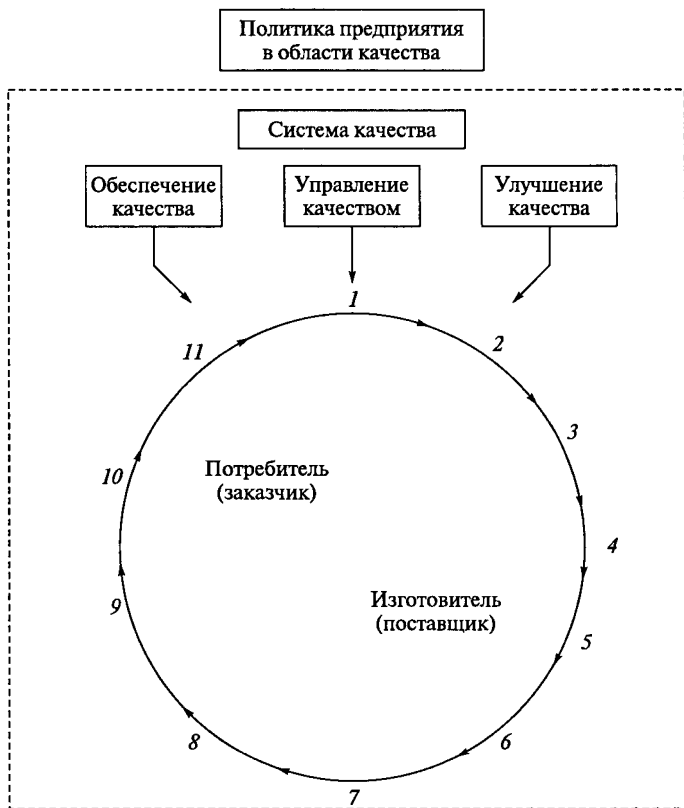 Политика предприятия
в области качества
Система качества
Обеспечение
качества
Управление
качеством
Улучшение
качества
1
2
3
4
5
6
7
8
9
10
11
Потребитель
(заказчик)
Изготовитель
(поставщик)